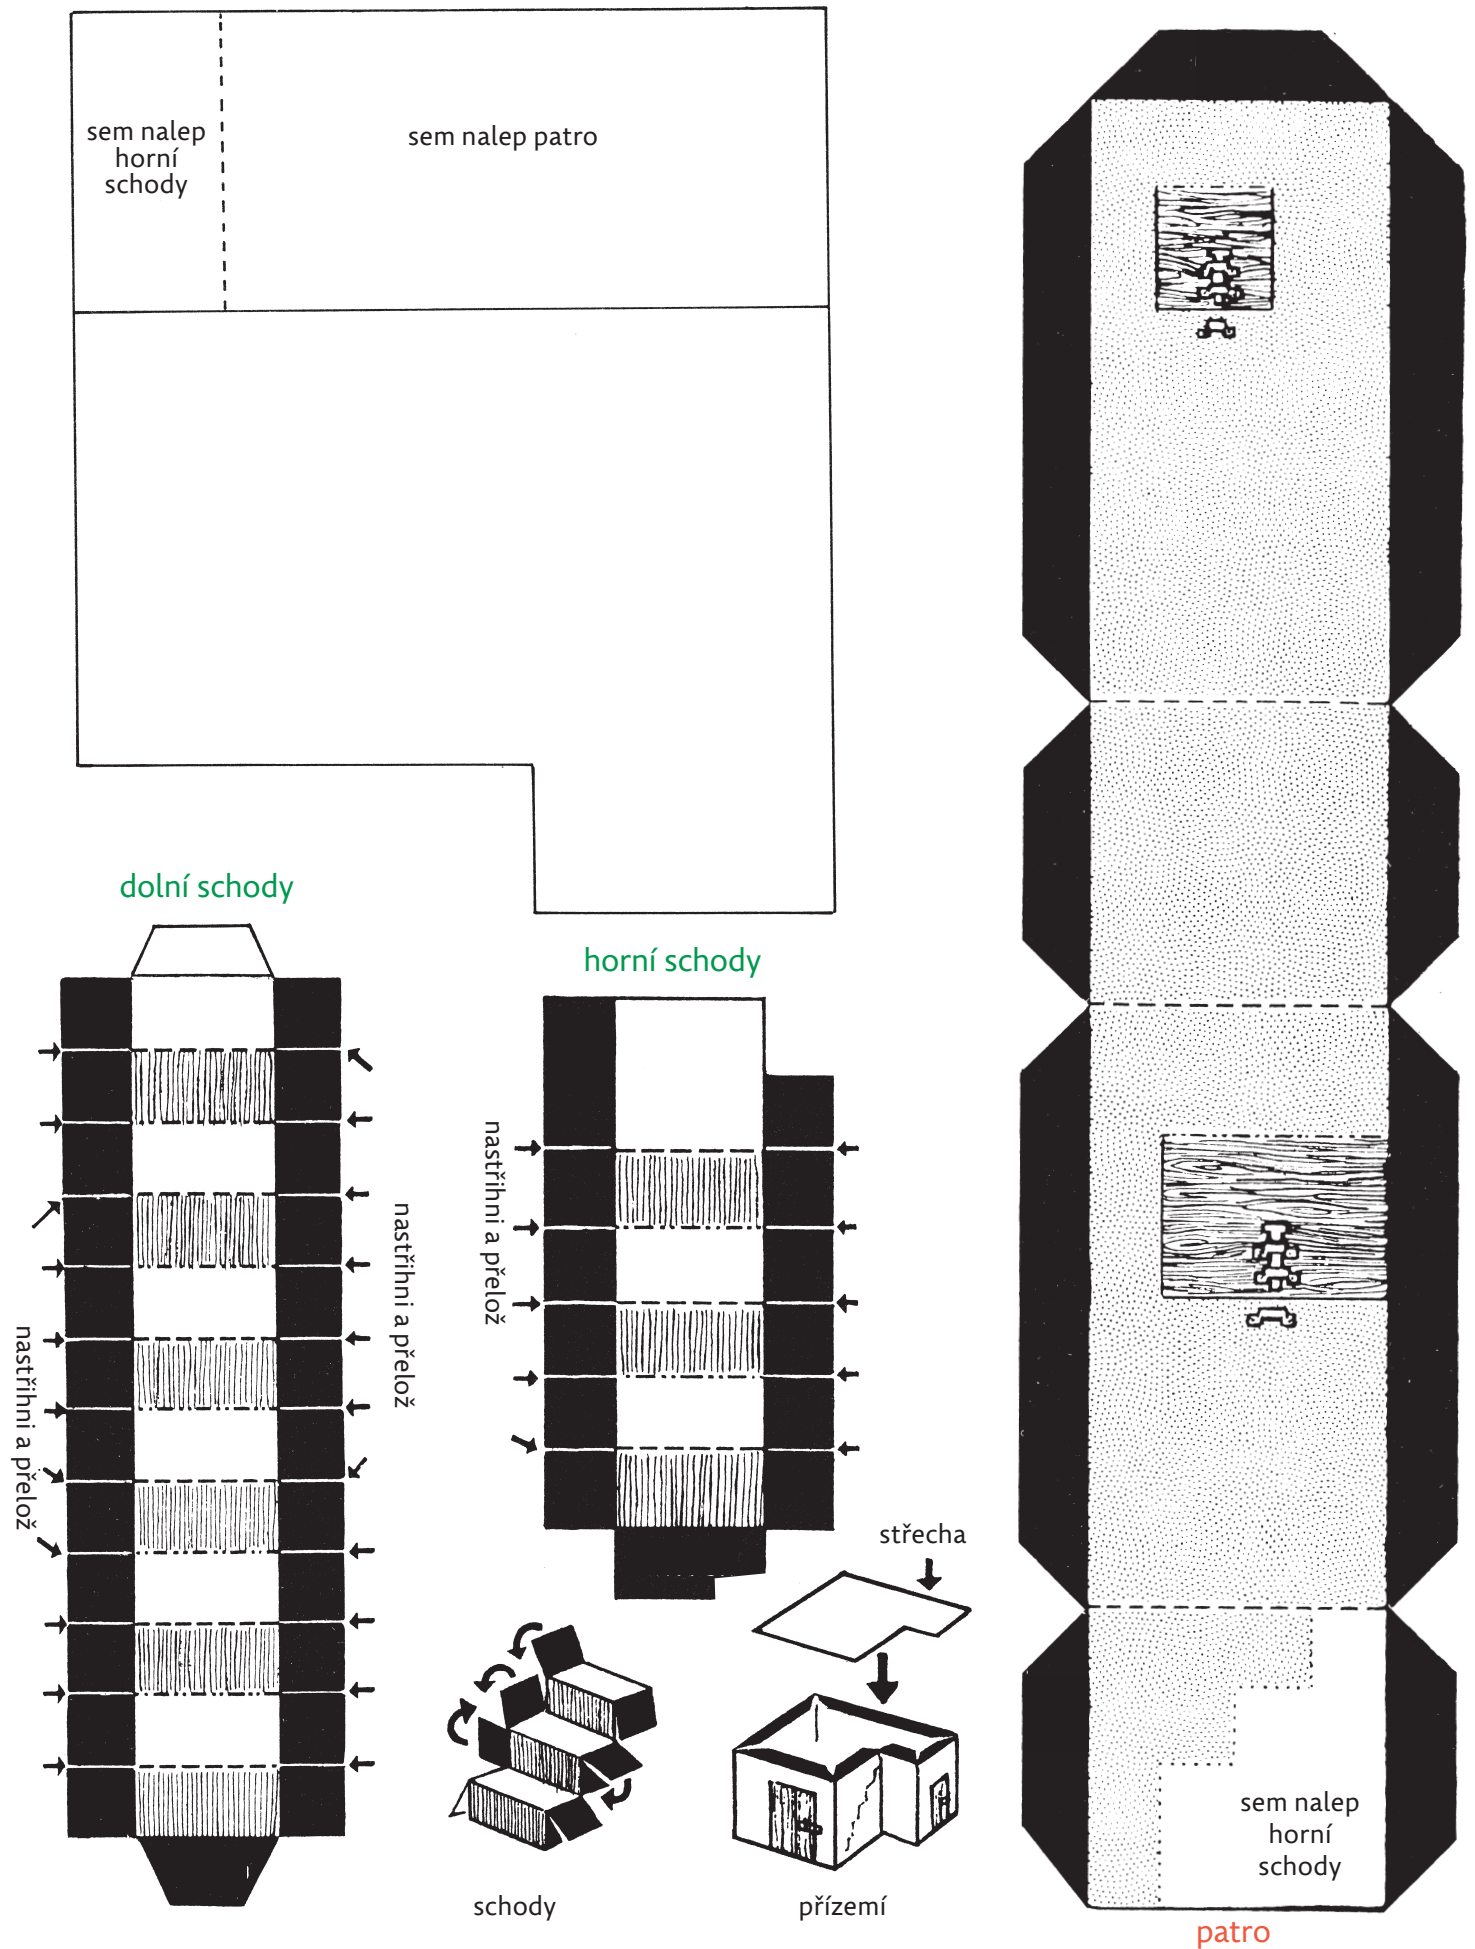 sem nalep
horní
schody
sem nalep patro
dolní schody
horní schody
nastřihni a přelož
nastřihni a přelož
nastřihni a přelož
střecha
sem nalep
horní
schody
schody
přízemí
patro